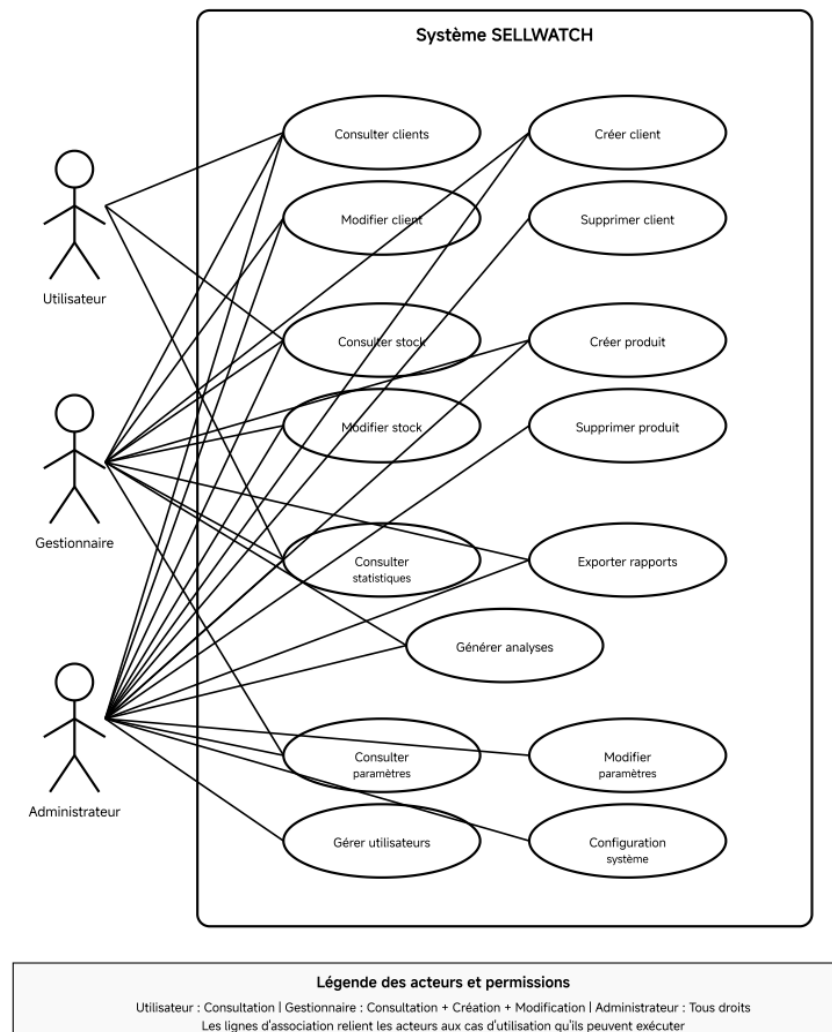 Système SELLWATCH
Consulter clients
Créer client
Modifier client
Supprimer client
Utilisateur
Consulter stock
Créer produit
Modifier stock
Supprimer produit
Gestionnaire
Consulter
statistiques
Exporter rapports
Générer analyses
Consulter
paramètres
Modifier
paramètres
Administrateur
Gérer utilisateurs
Configuration
système
Légende des acteurs et permissions
Utilisateur : Consultation | Gestionnaire : Consultation + Création + Modification | Administrateur : Tous droits
Les lignes d'association relient les acteurs aux cas d'utilisation qu'ils peuvent exécuter